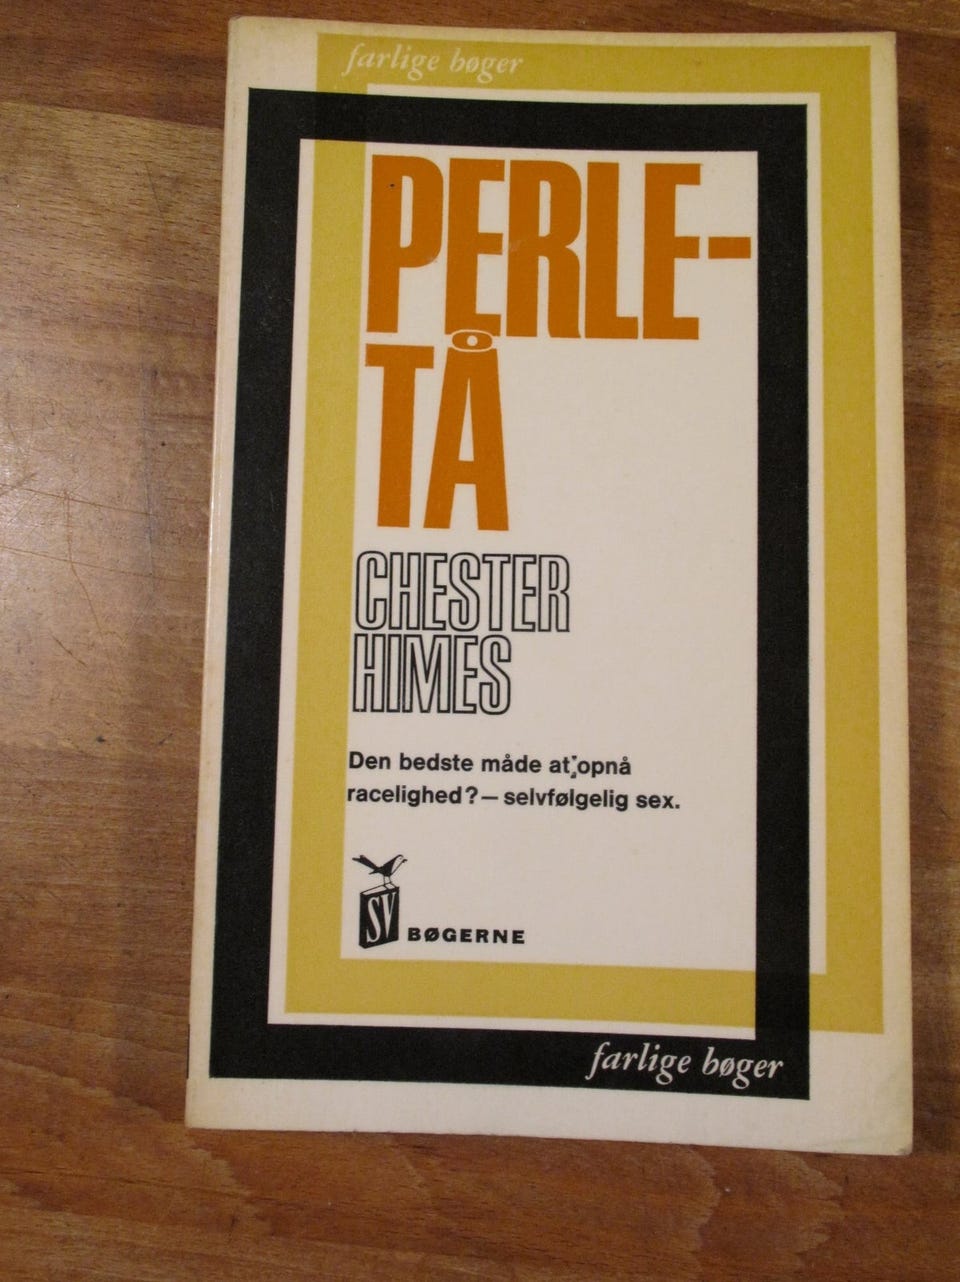 farlige bøger
PERLE-
TÅ
CHESTER
HIMES
Den bedste måde at opnå
racelighed? — selvfølgelig sex.
SV
BØGERNE
farlige bøger